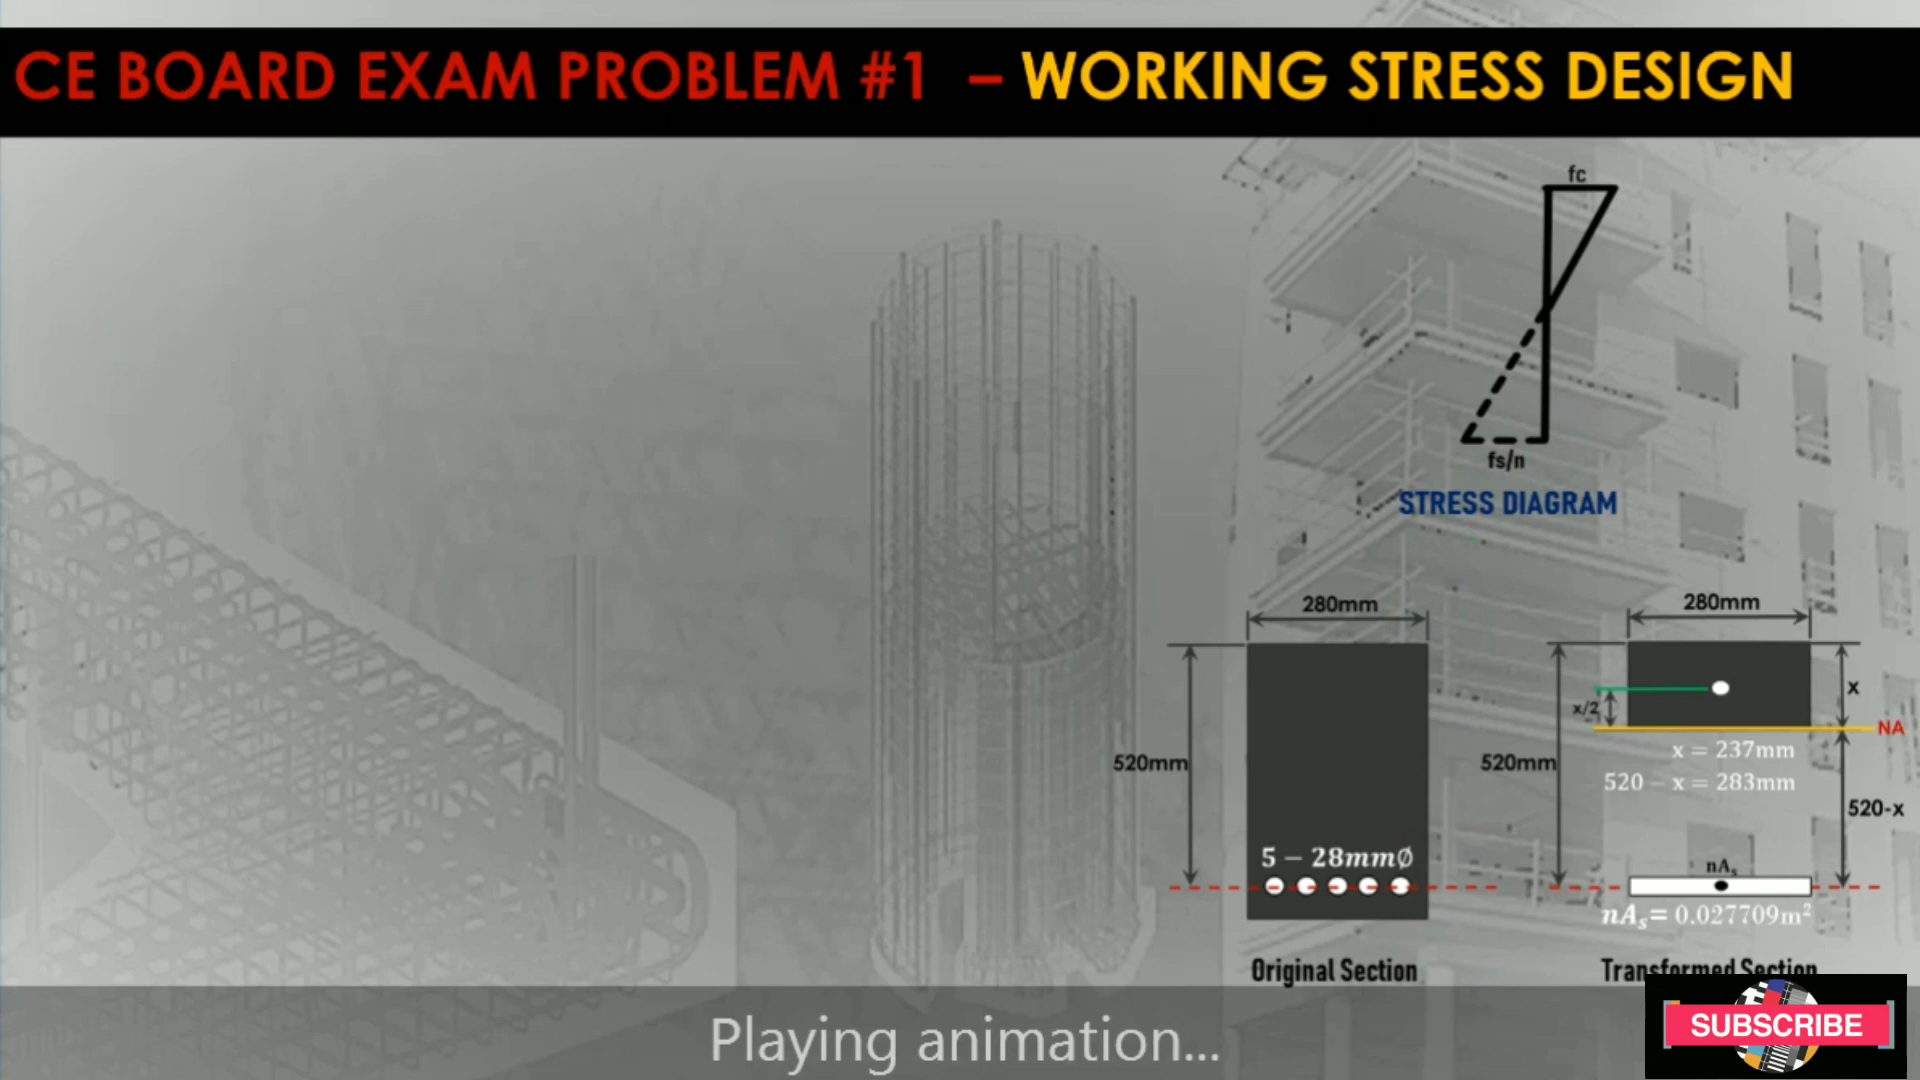 CE BOARD EXAM PROBLEM #1 – WORKING STRESS DESIGN
fc
fs/n
STRESS DIAGRAM
280mm
280mm
x
x/2
NA
x = 237mm
520mm
520mm
520 − x = 283mm
520-x
5 − 28mmØ
nAs
nAs= 0.027709m²
Original Section
Transformed Section
SUBSCRIBE
Playing animation...